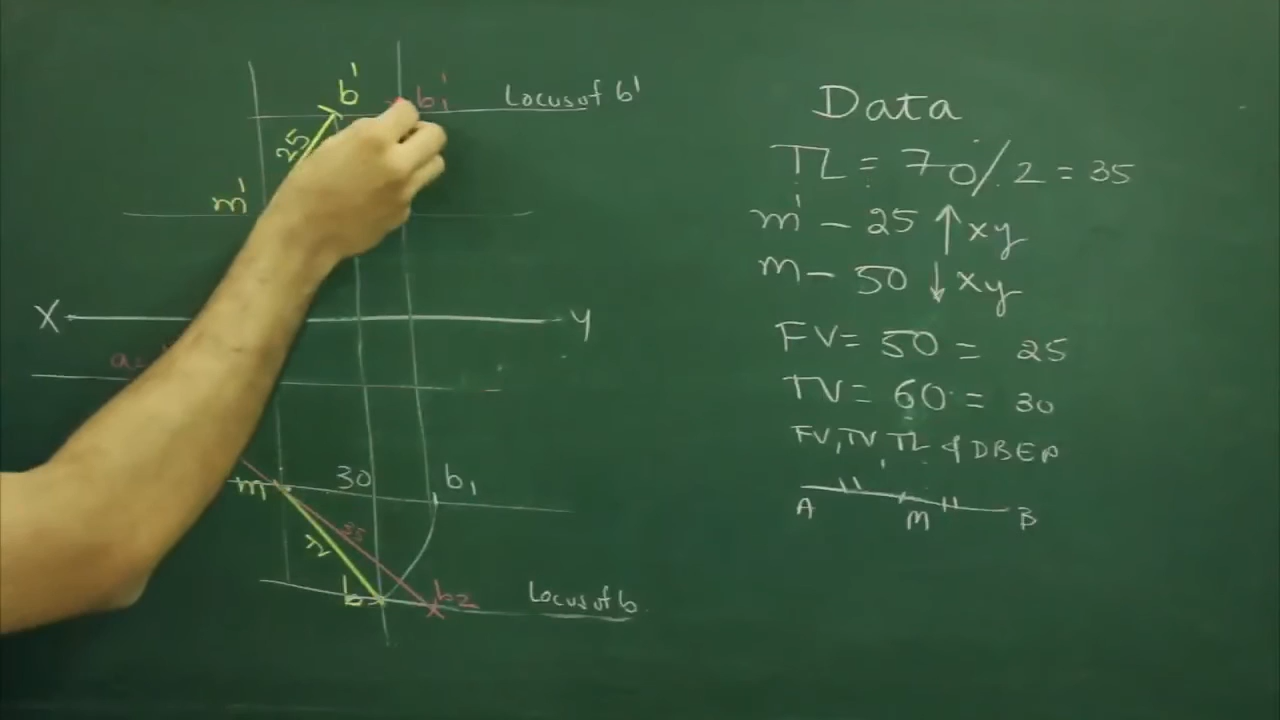 b'
b₁'
Locus of b'
25
m'
X
Y
a
m
30
b₁
35
TV
b
b₂
Locus of b
Data
TL = 70/2 = 35
m' - 25 ↑ xy
m - 50 ↓ xy
FV = 50 = 25
TV = 60 = 30
FV, TV, TL & DBEP
A M B